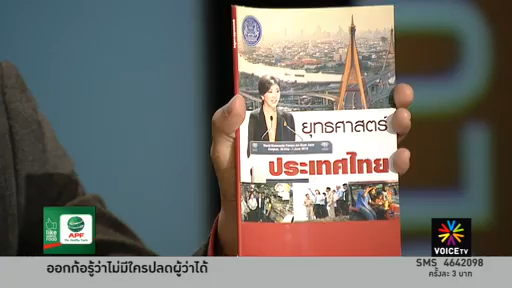 ยุทธศาสตร์
World Economic Forum on East Asia
ประเทศไทย
like
FOOD
APF
VOICETV
ออกก้อรู้ว่าไม่มีใครปลดผู้ว่าได้
SMS 4642098
ครั้งละ 3 บาท